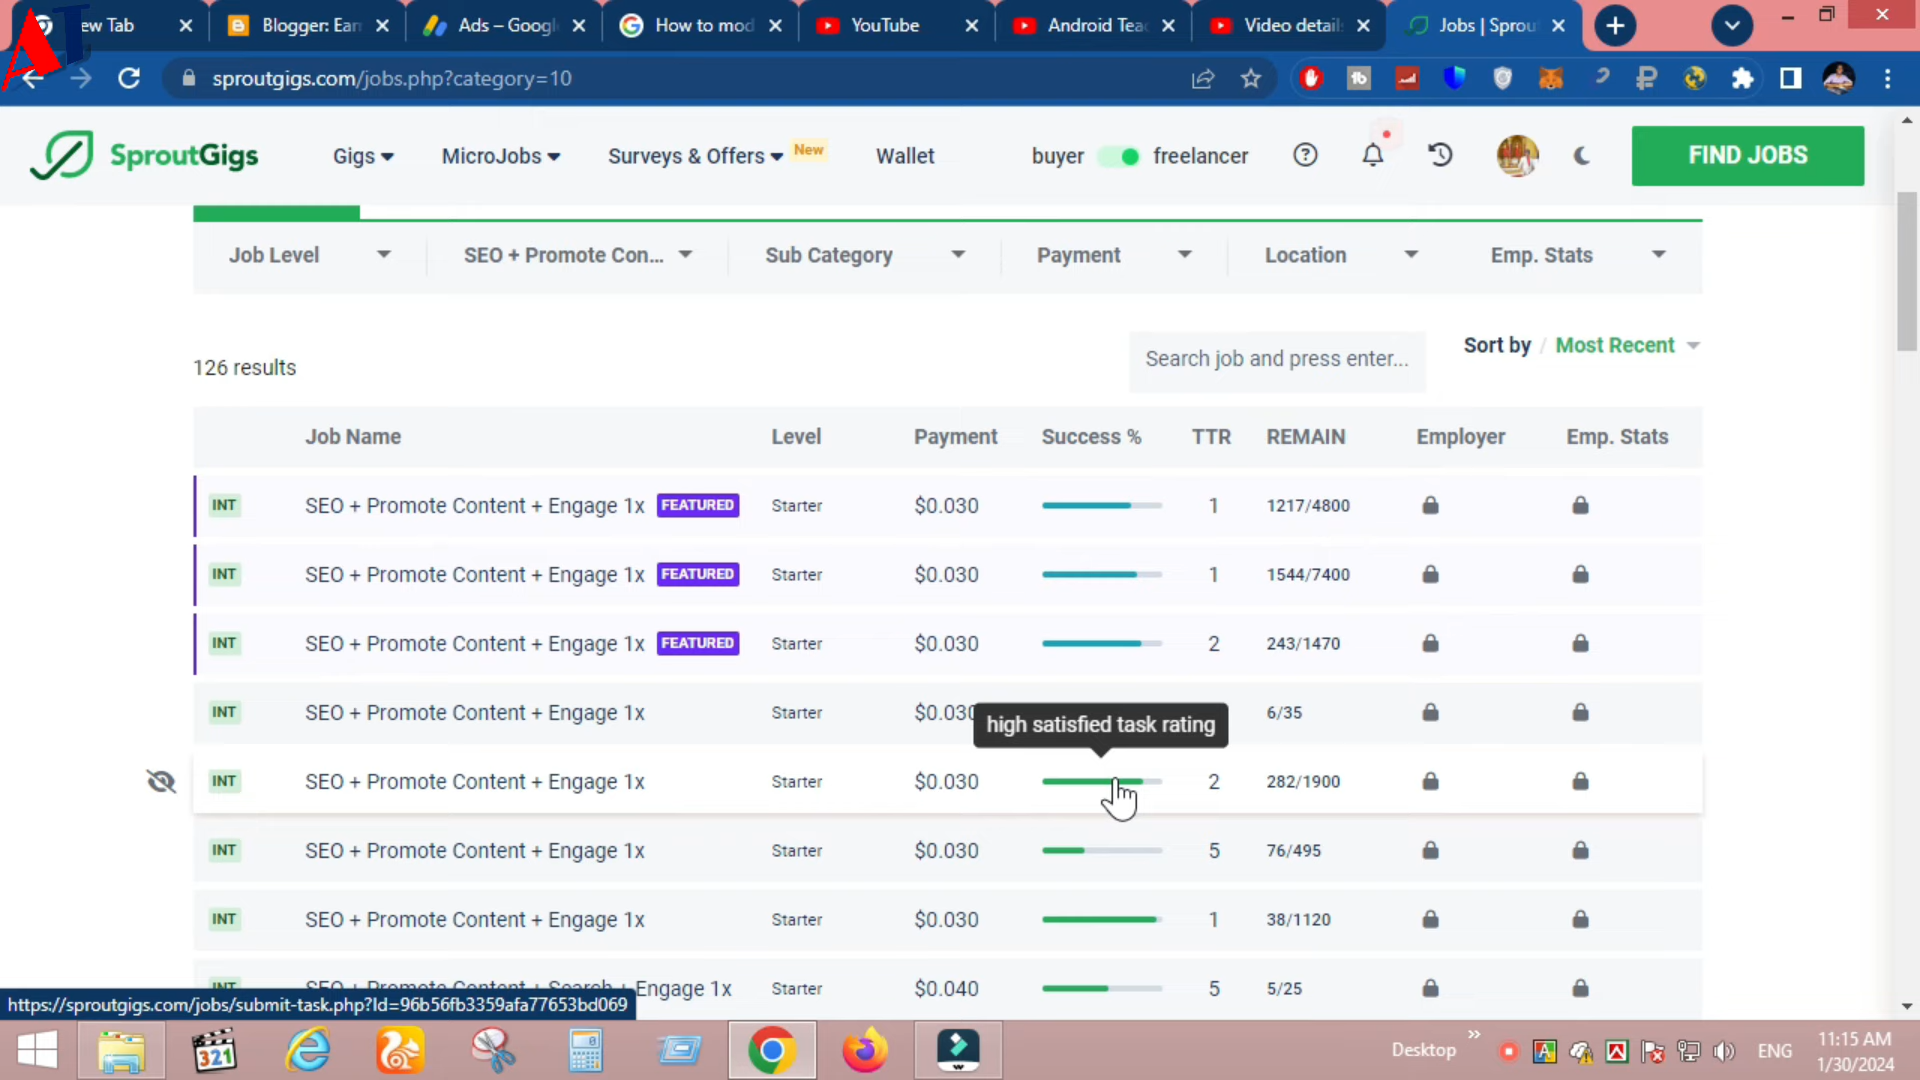 ew Tab
Blogger: Ear
Ads – Googl
How to mod
YouTube
Android Tea
Video detail
Jobs | Sprou
AT
sproutgigs.com/jobs.php?category=10
SproutGigs
Gigs
MicroJobs
Surveys & Offers
New
Wallet
buyer
freelancer
FIND JOBS
Job Level
SEO + Promote Con...
Sub Category
Payment
Location
Emp. Stats
126 results
Search job and press enter...
Sort by / Most Recent
Job Name Level Payment Success % TTR REMAIN Employer Emp. Stats
INT SEO + Promote Content + Engage 1x FEATURED Starter $0.030 1 1217/4800
INT SEO + Promote Content + Engage 1x FEATURED Starter $0.030 1 1544/7400
INT SEO + Promote Content + Engage 1x FEATURED Starter $0.030 2 243/1470
INT SEO + Promote Content + Engage 1x Starter $0.030 6/35
high satisfied task rating
INT SEO + Promote Content + Engage 1x Starter $0.030 2 282/1900
INT SEO + Promote Content + Engage 1x Starter $0.030 5 76/495
INT SEO + Promote Content + Engage 1x Starter $0.030 1 38/1120
INT SEO + Promote Content + Search + Engage 1x Starter $0.040 5 5/25
https://sproutgigs.com/jobs/submit-task.php?Id=96b56fb3359afa77653bd069
321
Desktop
ENG
11:15 AM
1/30/2024